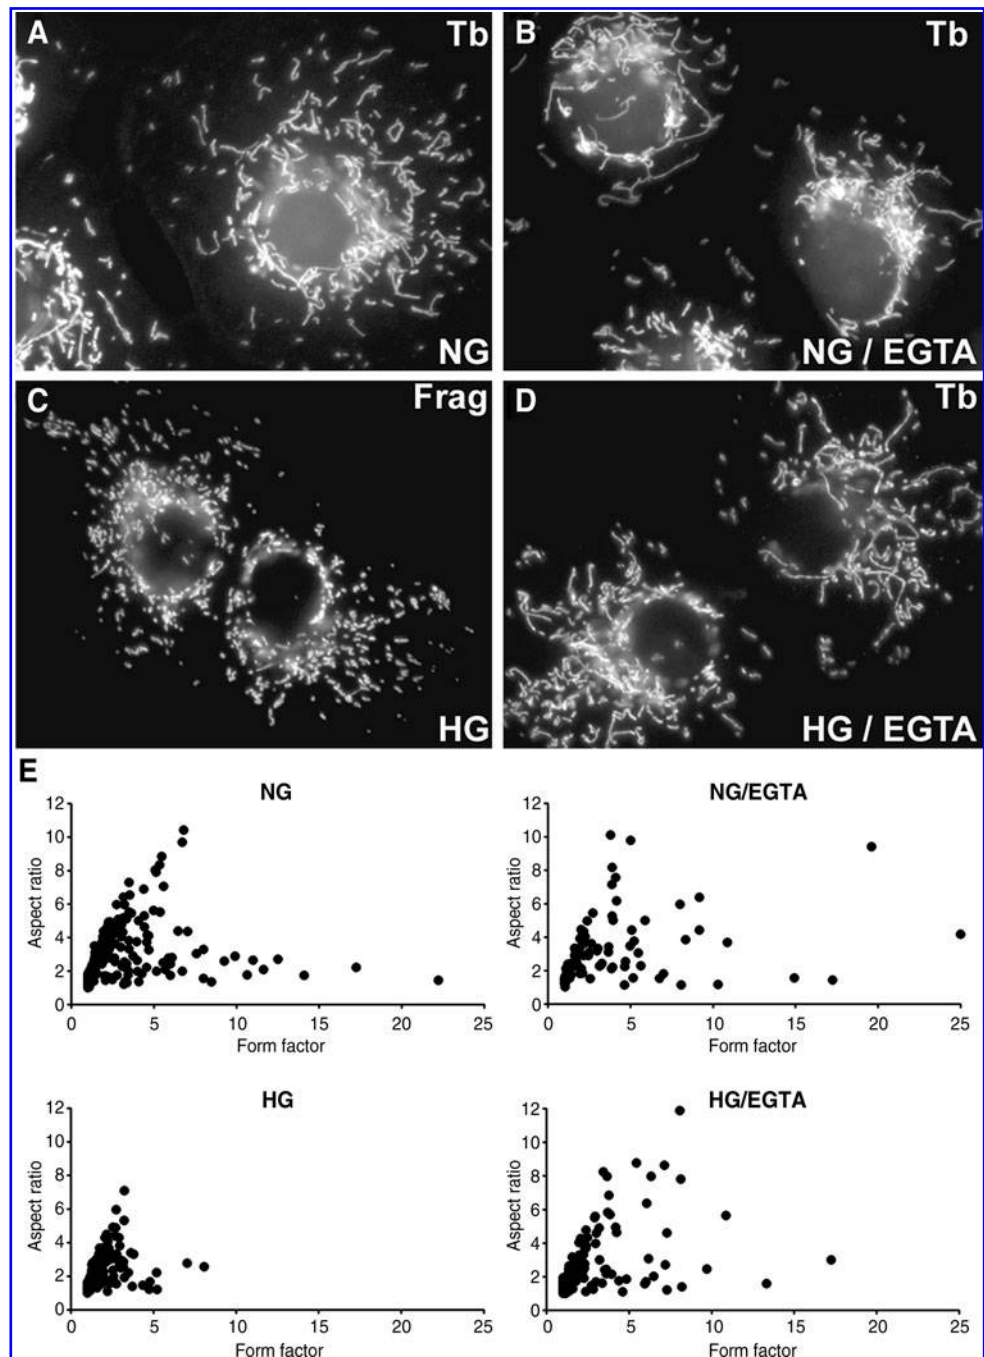 A Tb
NG
B Tb
NG / EGTA
C Frag
HG
D Tb
HG / EGTA
E
NG
12
10
8
6
4
2
0
Aspect ratio
0 5 10 15 20 25
Form factor
NG/EGTA
12
10
8
6
4
2
0
Aspect ratio
0 5 10 15 20 25
Form factor
HG
12
10
8
6
4
2
0
Aspect ratio
0 5 10 15 20 25
Form factor
HG/EGTA
12
10
8
6
4
2
0
Aspect ratio
0 5 10 15 20 25
Form factor